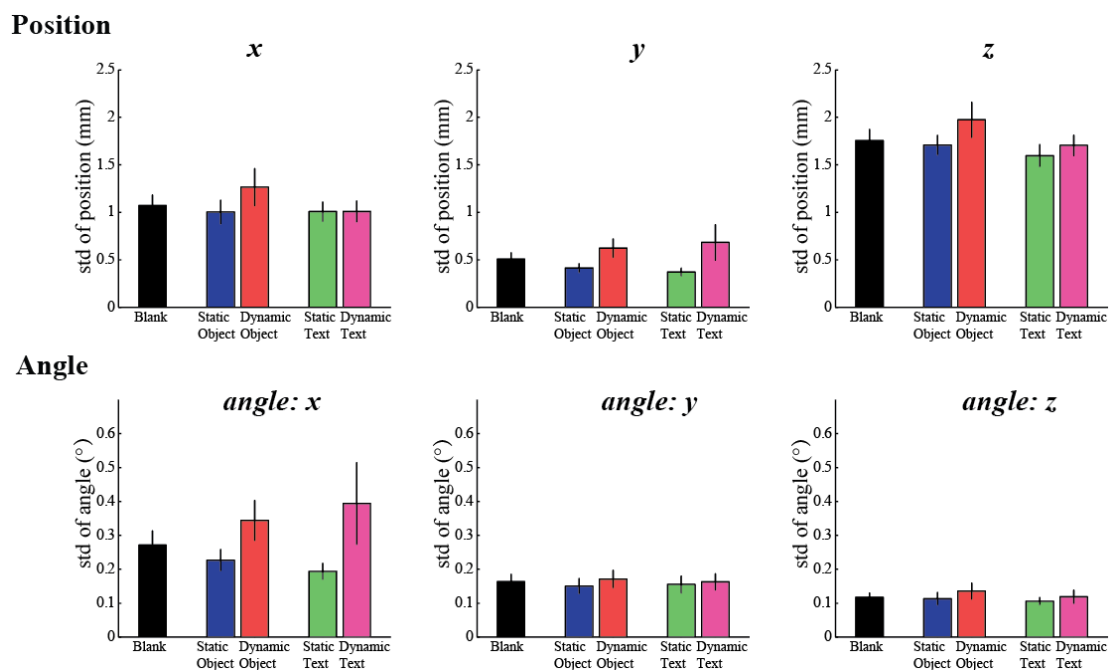 Position
x
y
z
std of position (mm)
2.5
2
1.5
1
0.5
0
Blank
Static Object
Dynamic Object
Static Text
Dynamic Text
std of position (mm)
2.5
2
1.5
1
0.5
0
Blank
Static Object
Dynamic Object
Static Text
Dynamic Text
std of position (mm)
2.5
2
1.5
1
0.5
0
Blank
Static Object
Dynamic Object
Static Text
Dynamic Text
Angle
angle: x
angle: y
angle: z
std of angle (°)
0.6
0.5
0.4
0.3
0.2
0.1
0
Blank
Static Object
Dynamic Object
Static Text
Dynamic Text
std of angle (°)
0.6
0.5
0.4
0.3
0.2
0.1
0
Blank
Static Object
Dynamic Object
Static Text
Dynamic Text
std of angle (°)
0.6
0.5
0.4
0.3
0.2
0.1
0
Blank
Static Object
Dynamic Object
Static Text
Dynamic Text